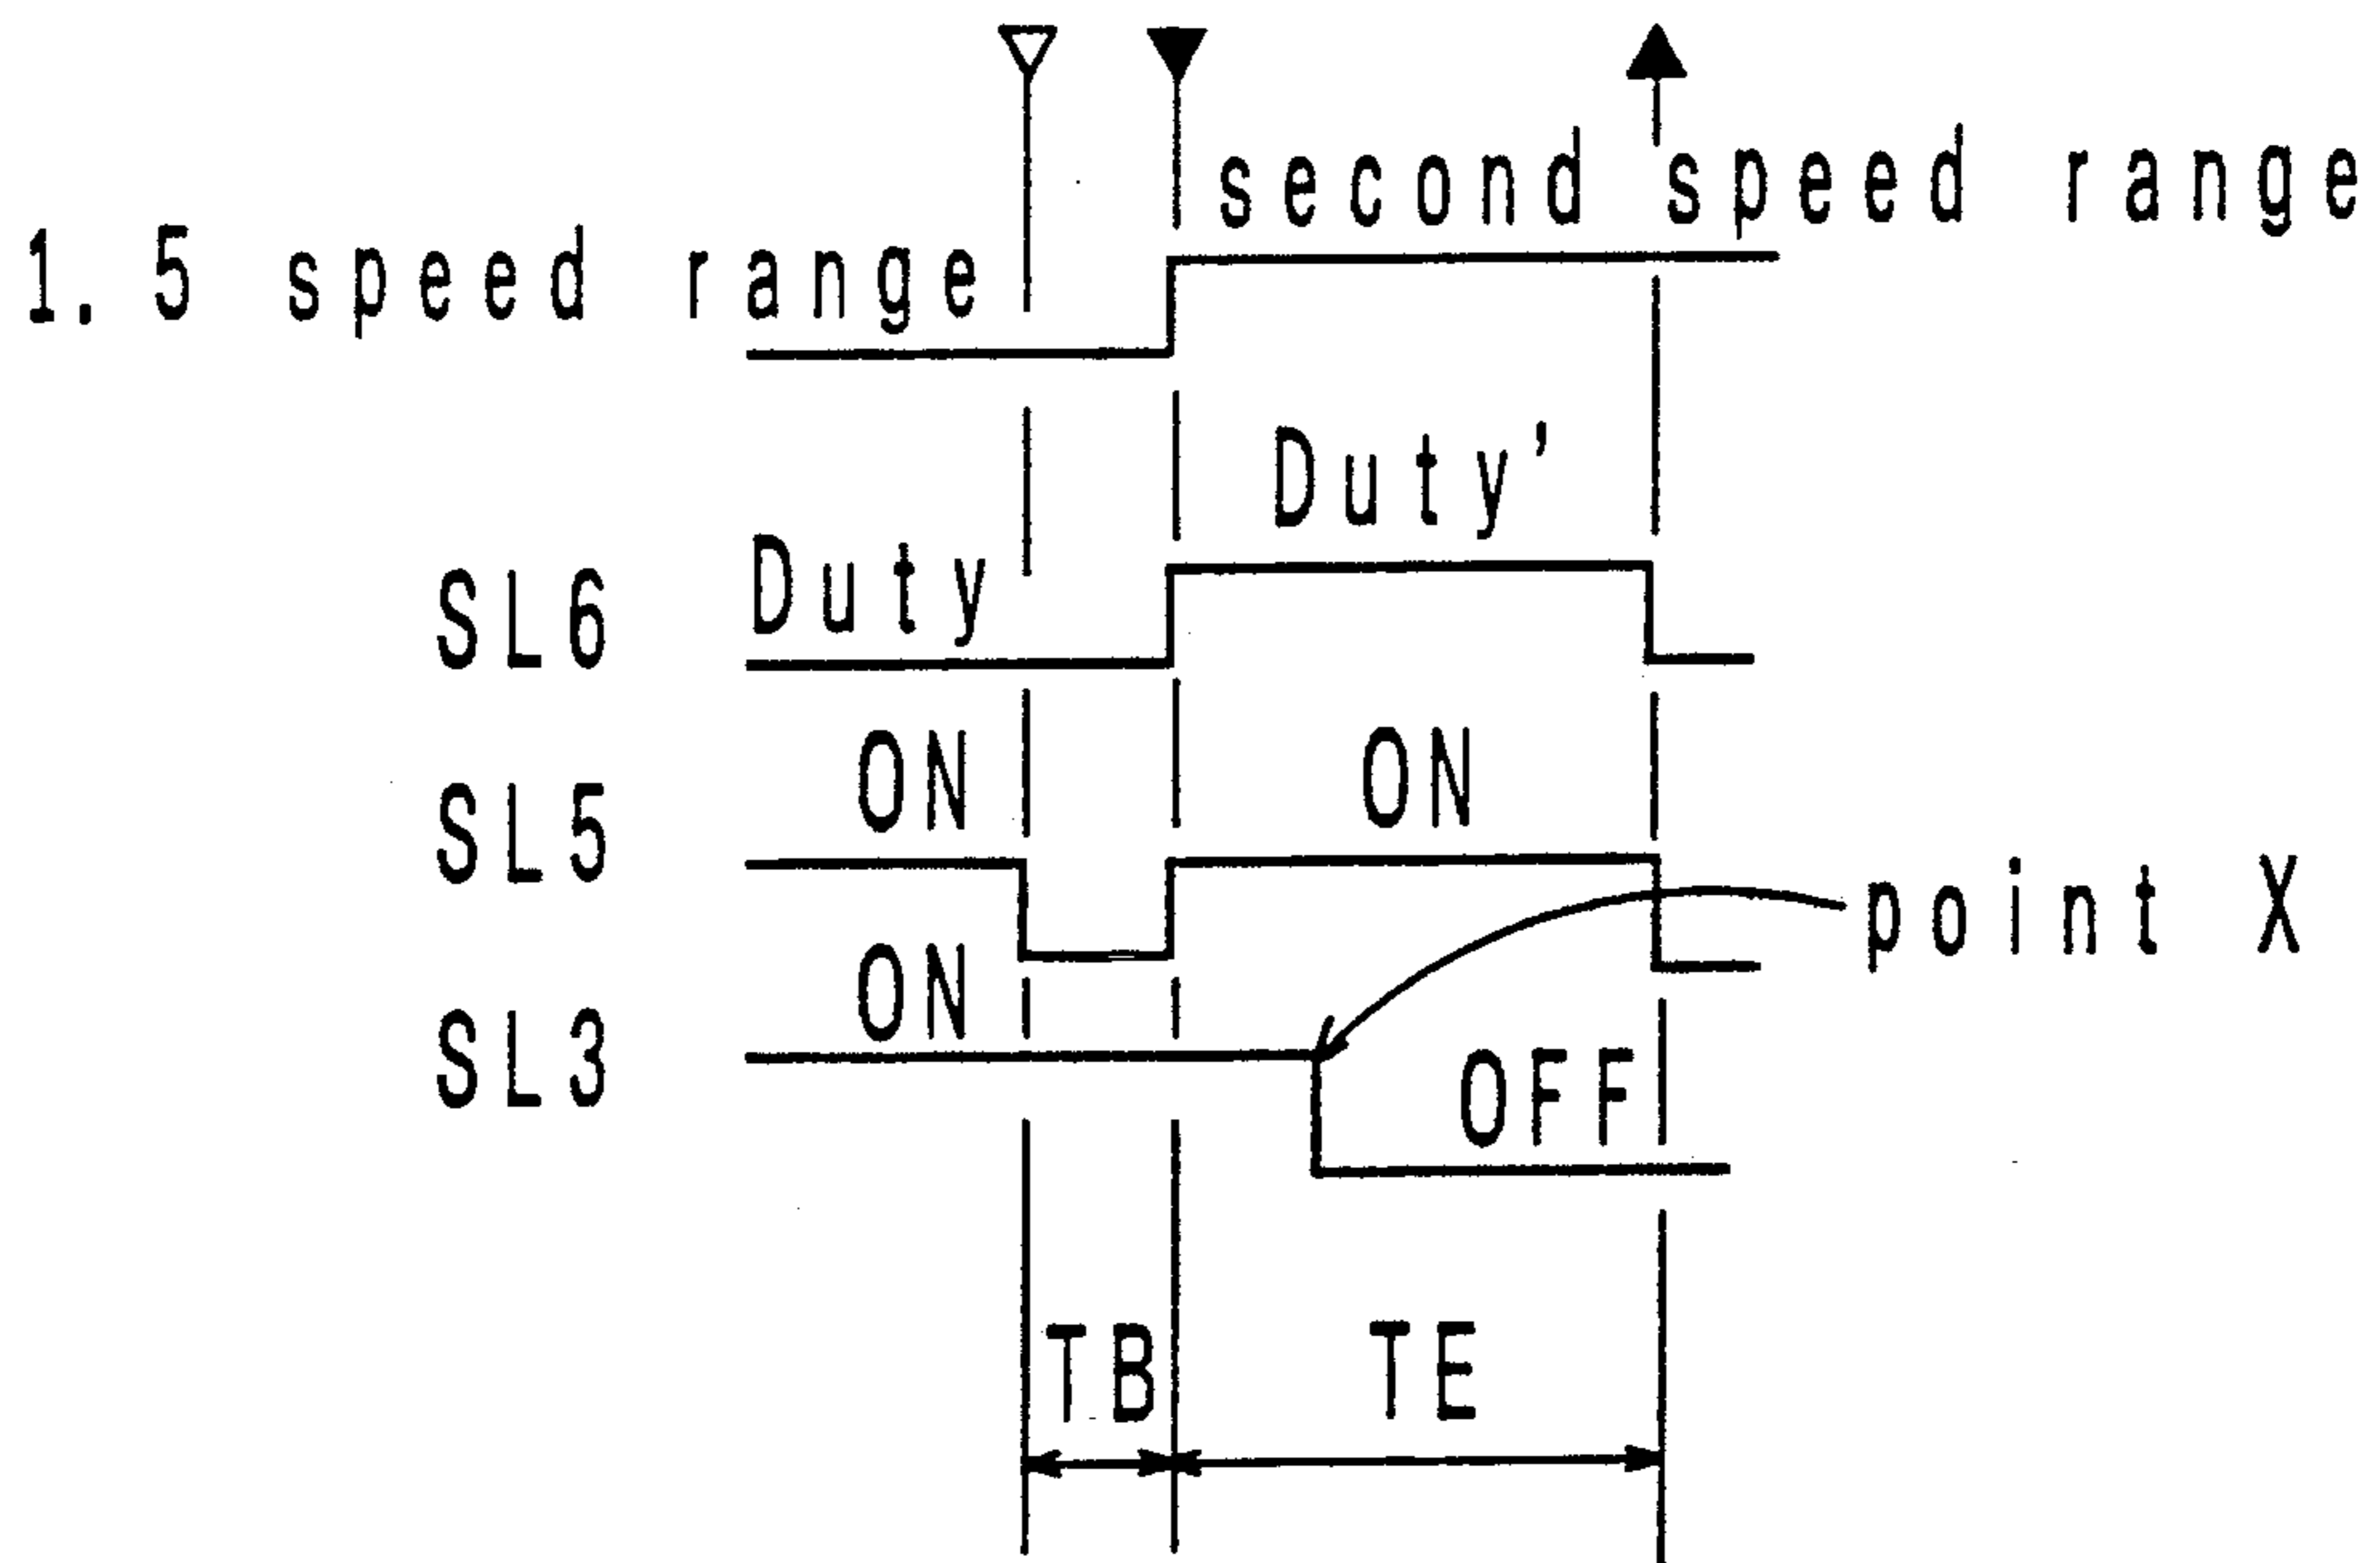 second speed range
1.5 speed range
Duty'
SL6 Duty
ON ON
SL5
point X
ON
SL3
OFF
TB TE